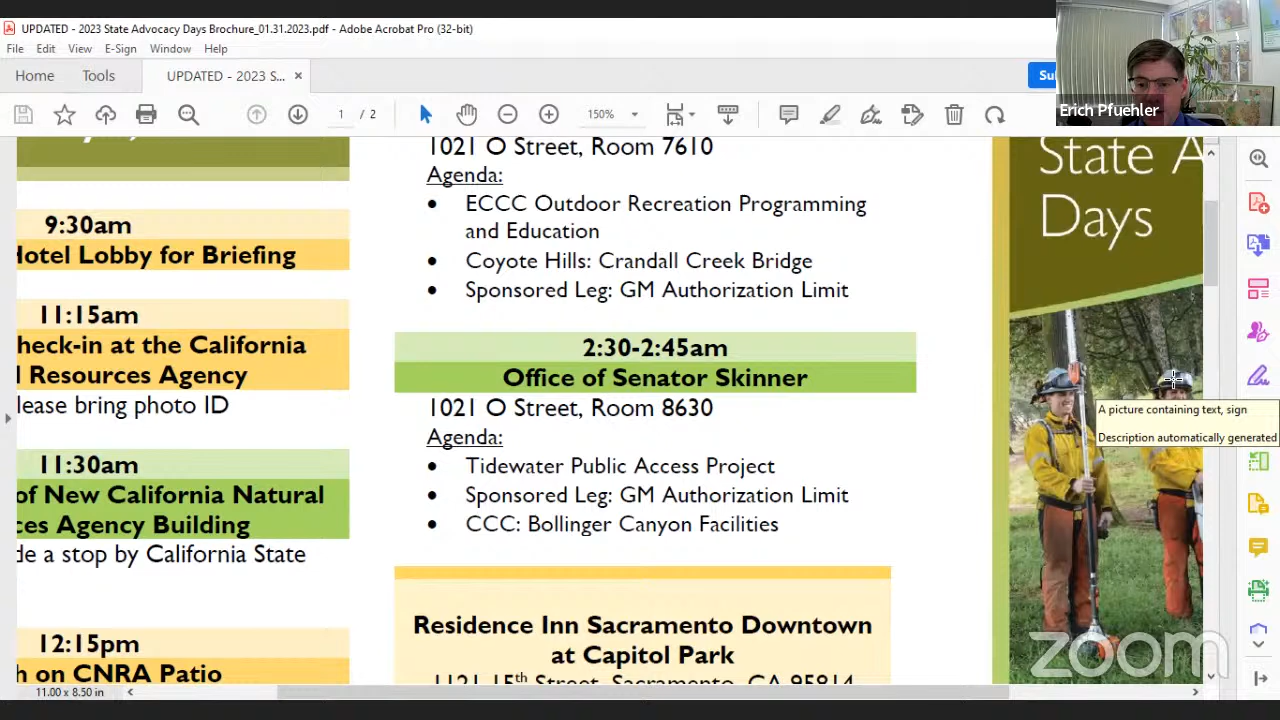 UPDATED - 2023 State Advocacy Days Brochure_01.31.2023.pdf - Adobe Acrobat Pro (32-bit)
File Edit View E-Sign Window Help
Home Tools UPDATED - 2023 S... ×
1 / 2 150%
Erich Pfuehler
9:30am
Hotel Lobby for Briefing
11:15am
heck-in at the California
l Resources Agency
lease bring photo ID
11:30am
of New California Natural
ces Agency Building
de a stop by California State
12:15pm
h on CNRA Patio
1021 O Street, Room 7610
Agenda:
• ECCC Outdoor Recreation Programming
and Education
• Coyote Hills: Crandall Creek Bridge
• Sponsored Leg: GM Authorization Limit
2:30-2:45am
Office of Senator Skinner
1021 O Street, Room 8630
Agenda:
• Tidewater Public Access Project
• Sponsored Leg: GM Authorization Limit
• CCC: Bollinger Canyon Facilities
Residence Inn Sacramento Downtown
at Capitol Park
1121 15th Street, Sacramento, CA 95814
State A
Days
A picture containing text, sign
Description automatically generated
zoom
11.00 x 8.50 in